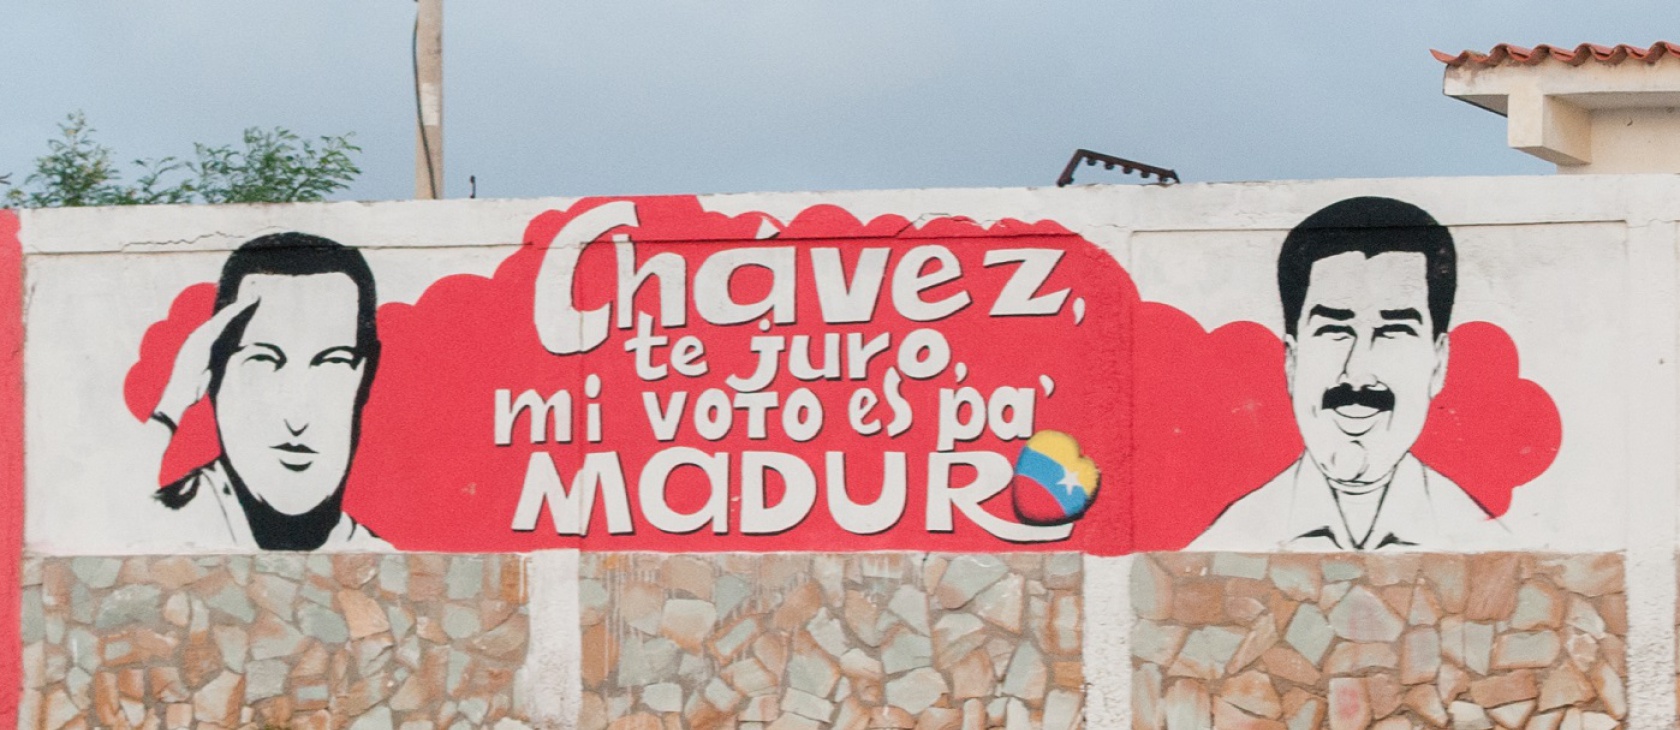 Chávez,
te juro,
mi voto es pa'
MADURO